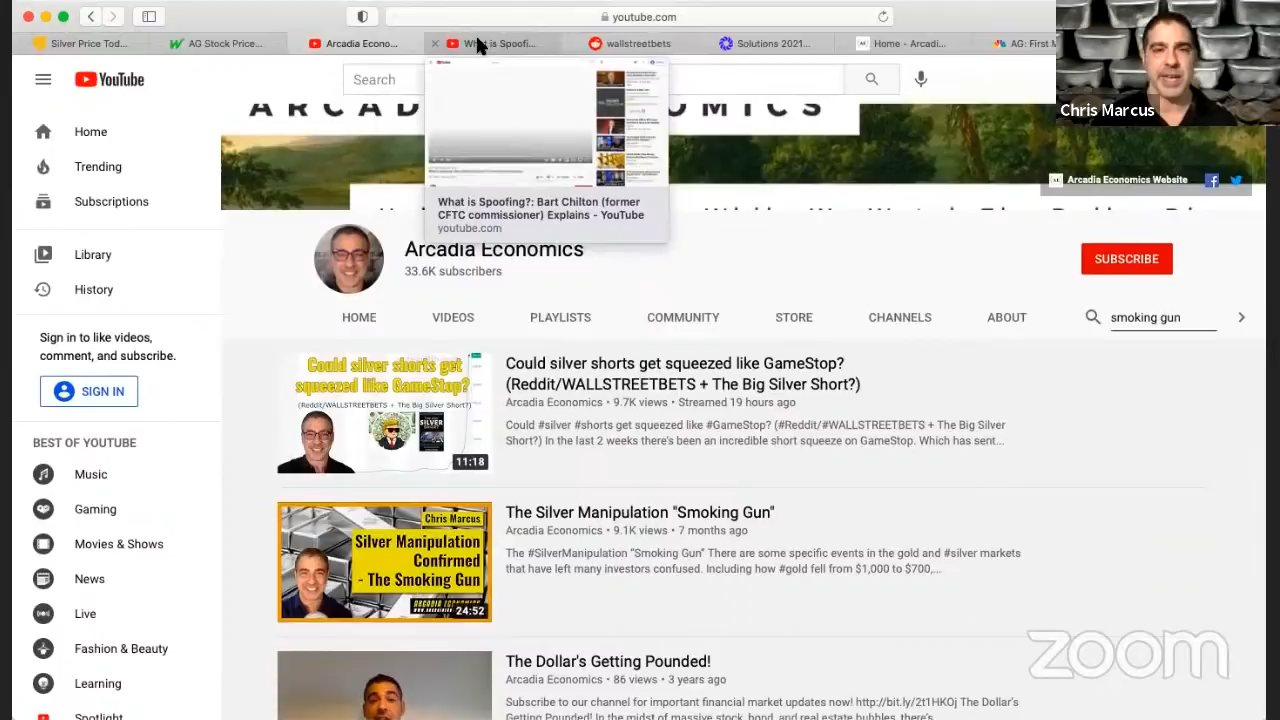 youtube.com
Silver Price Tod...
AG Stock Price...
Arcadia Econo...
What is Spoofi...
wallstreetbets
Solutions 2021...
Home - Arcadi...
AG: First M
Chris Marcus
YouTube
Search
Home
Trending
Subscriptions
Library
History
Sign in to like videos,
comment, and subscribe.
SIGN IN
BEST OF YOUTUBE
Music
Gaming
Movies & Shows
News
Live
Fashion & Beauty
Learning
Spotlight
What is Spoofing?: Bart Chilton (former
CFTC commissioner) Explains - YouTube
youtube.com
Arcadia Economics Website
Arcadia Economics
33.6K subscribers
SUBSCRIBE
HOME
VIDEOS
PLAYLISTS
COMMUNITY
STORE
CHANNELS
ABOUT
smoking gun
Could silver shorts get
squeezed like GameStop?
(Reddit/WALLSTREETBETS + The Big Silver Short?)
SILVER
SHORT
11:18
Could silver shorts get squeezed like GameStop?
(Reddit/WALLSTREETBETS + The Big Silver Short?)
Arcadia Economics • 9.7K views • Streamed 19 hours ago
Could #silver #shorts get squeezed like #GameStop? (#Reddit/#WALLSTREETBETS + The Big Silver
Short?) In the last 2 weeks there's been an incredible short squeeze on GameStop. Which has sent...
Chris Marcus
Silver Manipulation
Confirmed
- The Smoking Gun
24:52
The Silver Manipulation "Smoking Gun"
Arcadia Economics • 9.1K views • 7 months ago
The #SilverManipulation "Smoking Gun" There are some specific events in the gold and #silver markets
that have left many investors confused. Including how #gold fell from $1,000 to $700,...
The Dollar's Getting Pounded!
Arcadia Economics • 86 views • 3 years ago
Subscribe to our channel for important financial market updates now! http://bit.ly/2t1HKOj The Dollar's
Getting Pounded! In the midst of massive stock, bond, and real estate bubbles, there's...
zoom